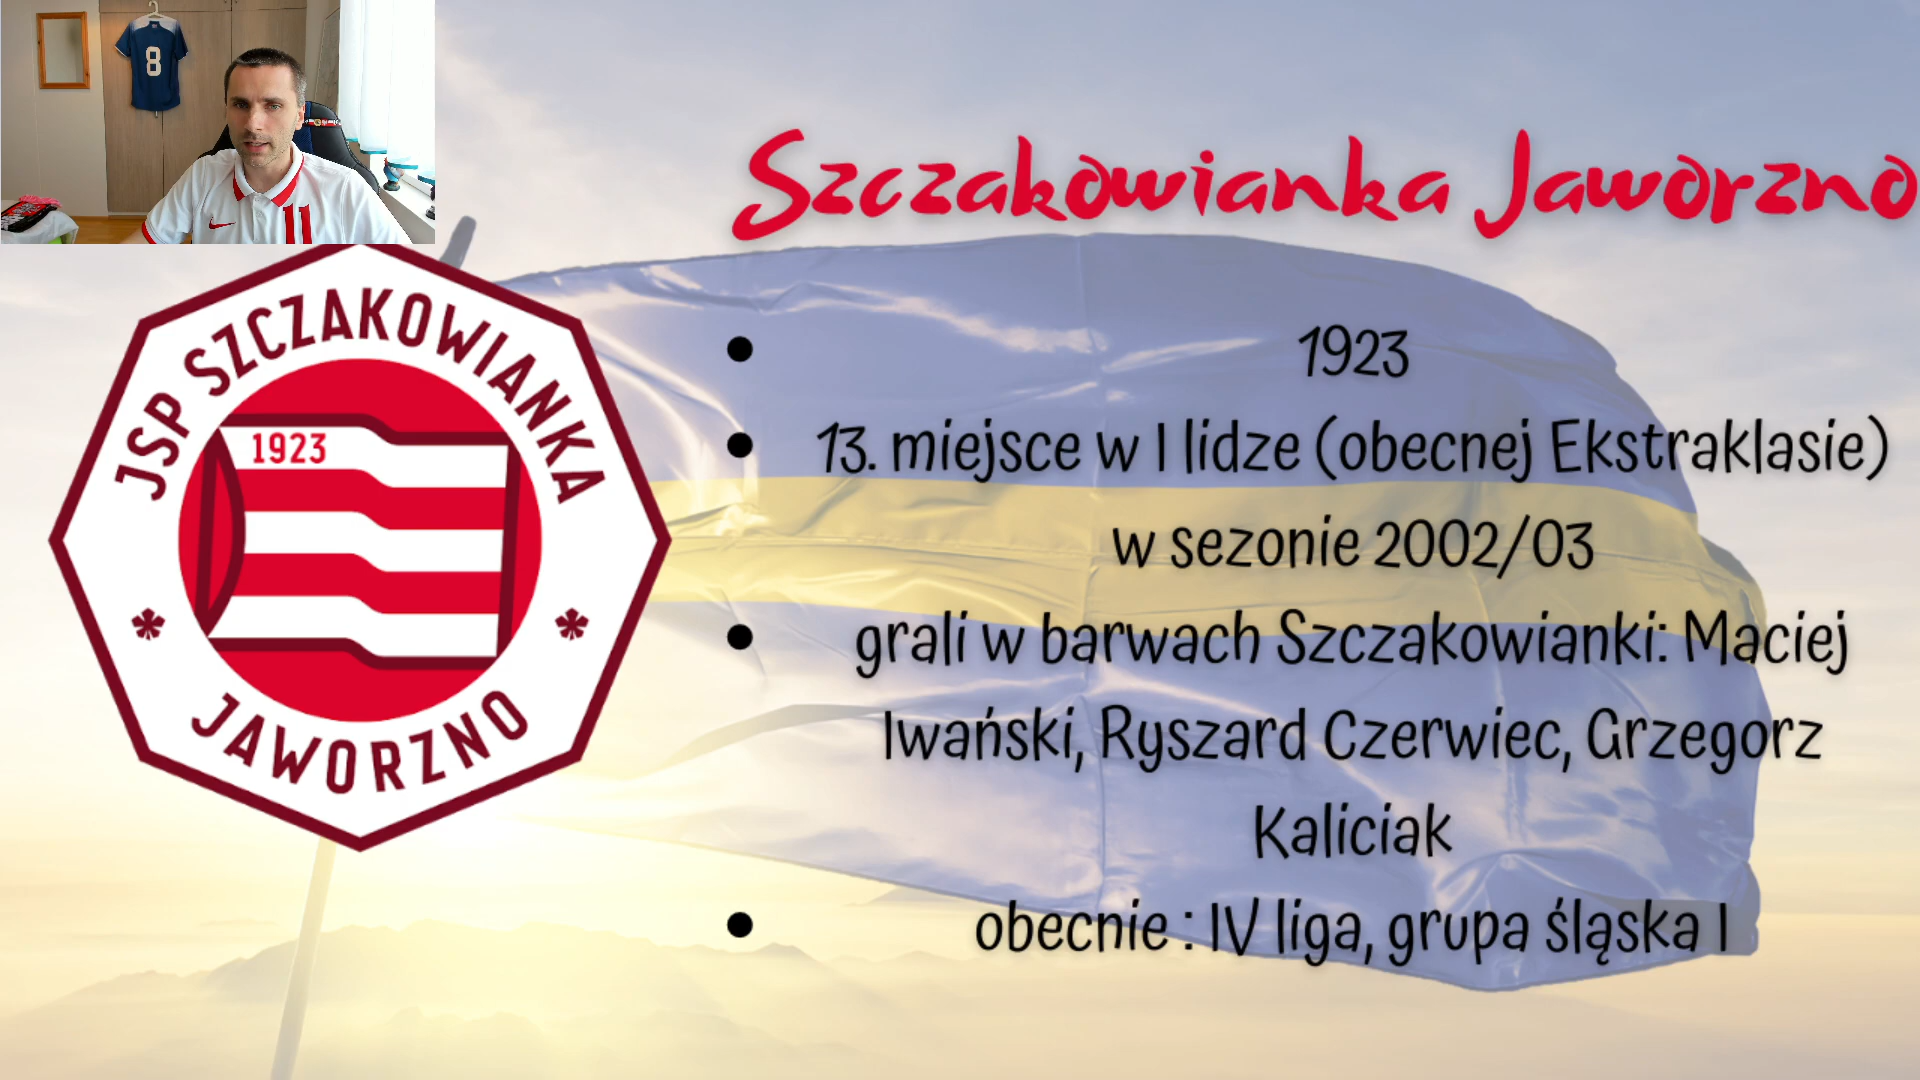 8
11
Szczakowianka Jaworzno
JSP SZCZAKOWIANKA
1923
JAWORZNO
• 1923
• 13. miejsce w I lidze (obecnej Ekstraklasie)
w sezonie 2002/03
• grali w barwach Szczakowianki: Maciej
Iwański, Ryszard Czerwiec, Grzegorz
Kaliciak
• obecnie : IV liga, grupa śląska I